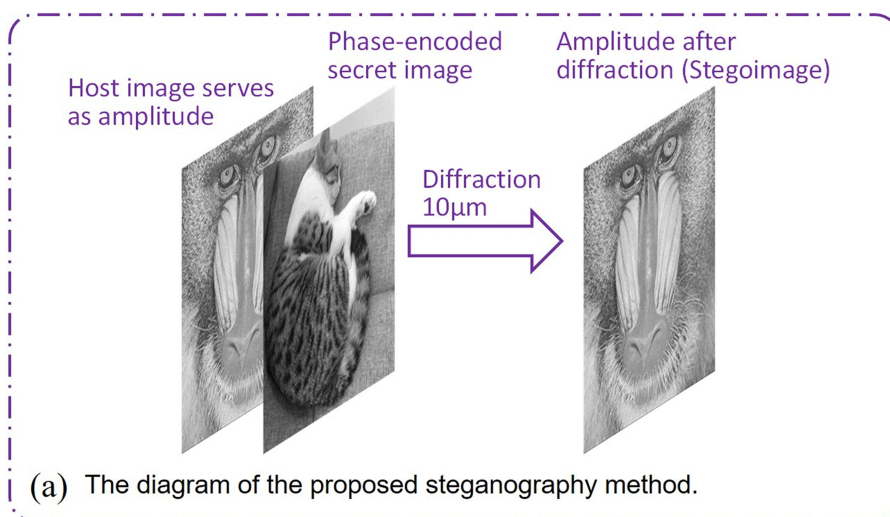 Phase-encoded
secret image
Amplitude after
diffraction (Stegoimage)
Host image serves
as amplitude
Diffraction
10μm
(a) The diagram of the proposed steganography method.